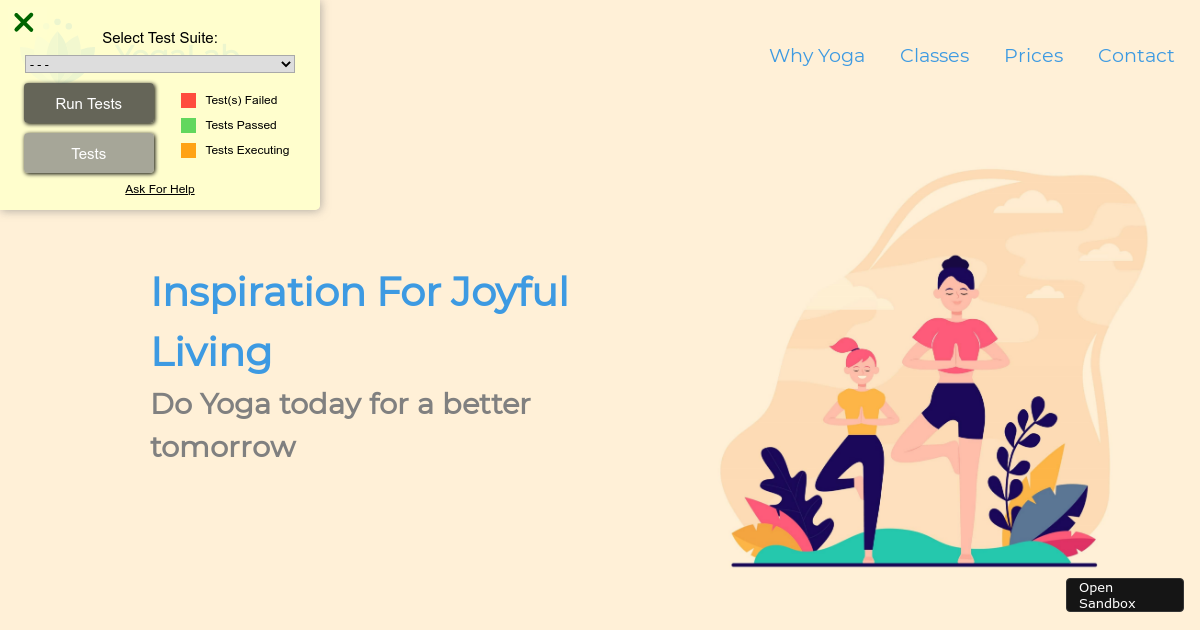 Select Test Suite:
YogaLab
- - -
Run Tests
Tests
Test(s) Failed
Tests Passed
Tests Executing
Ask For Help
Why Yoga
Classes
Prices
Contact
Inspiration For Joyful
Living
Do Yoga today for a better
tomorrow
Open
Sandbox